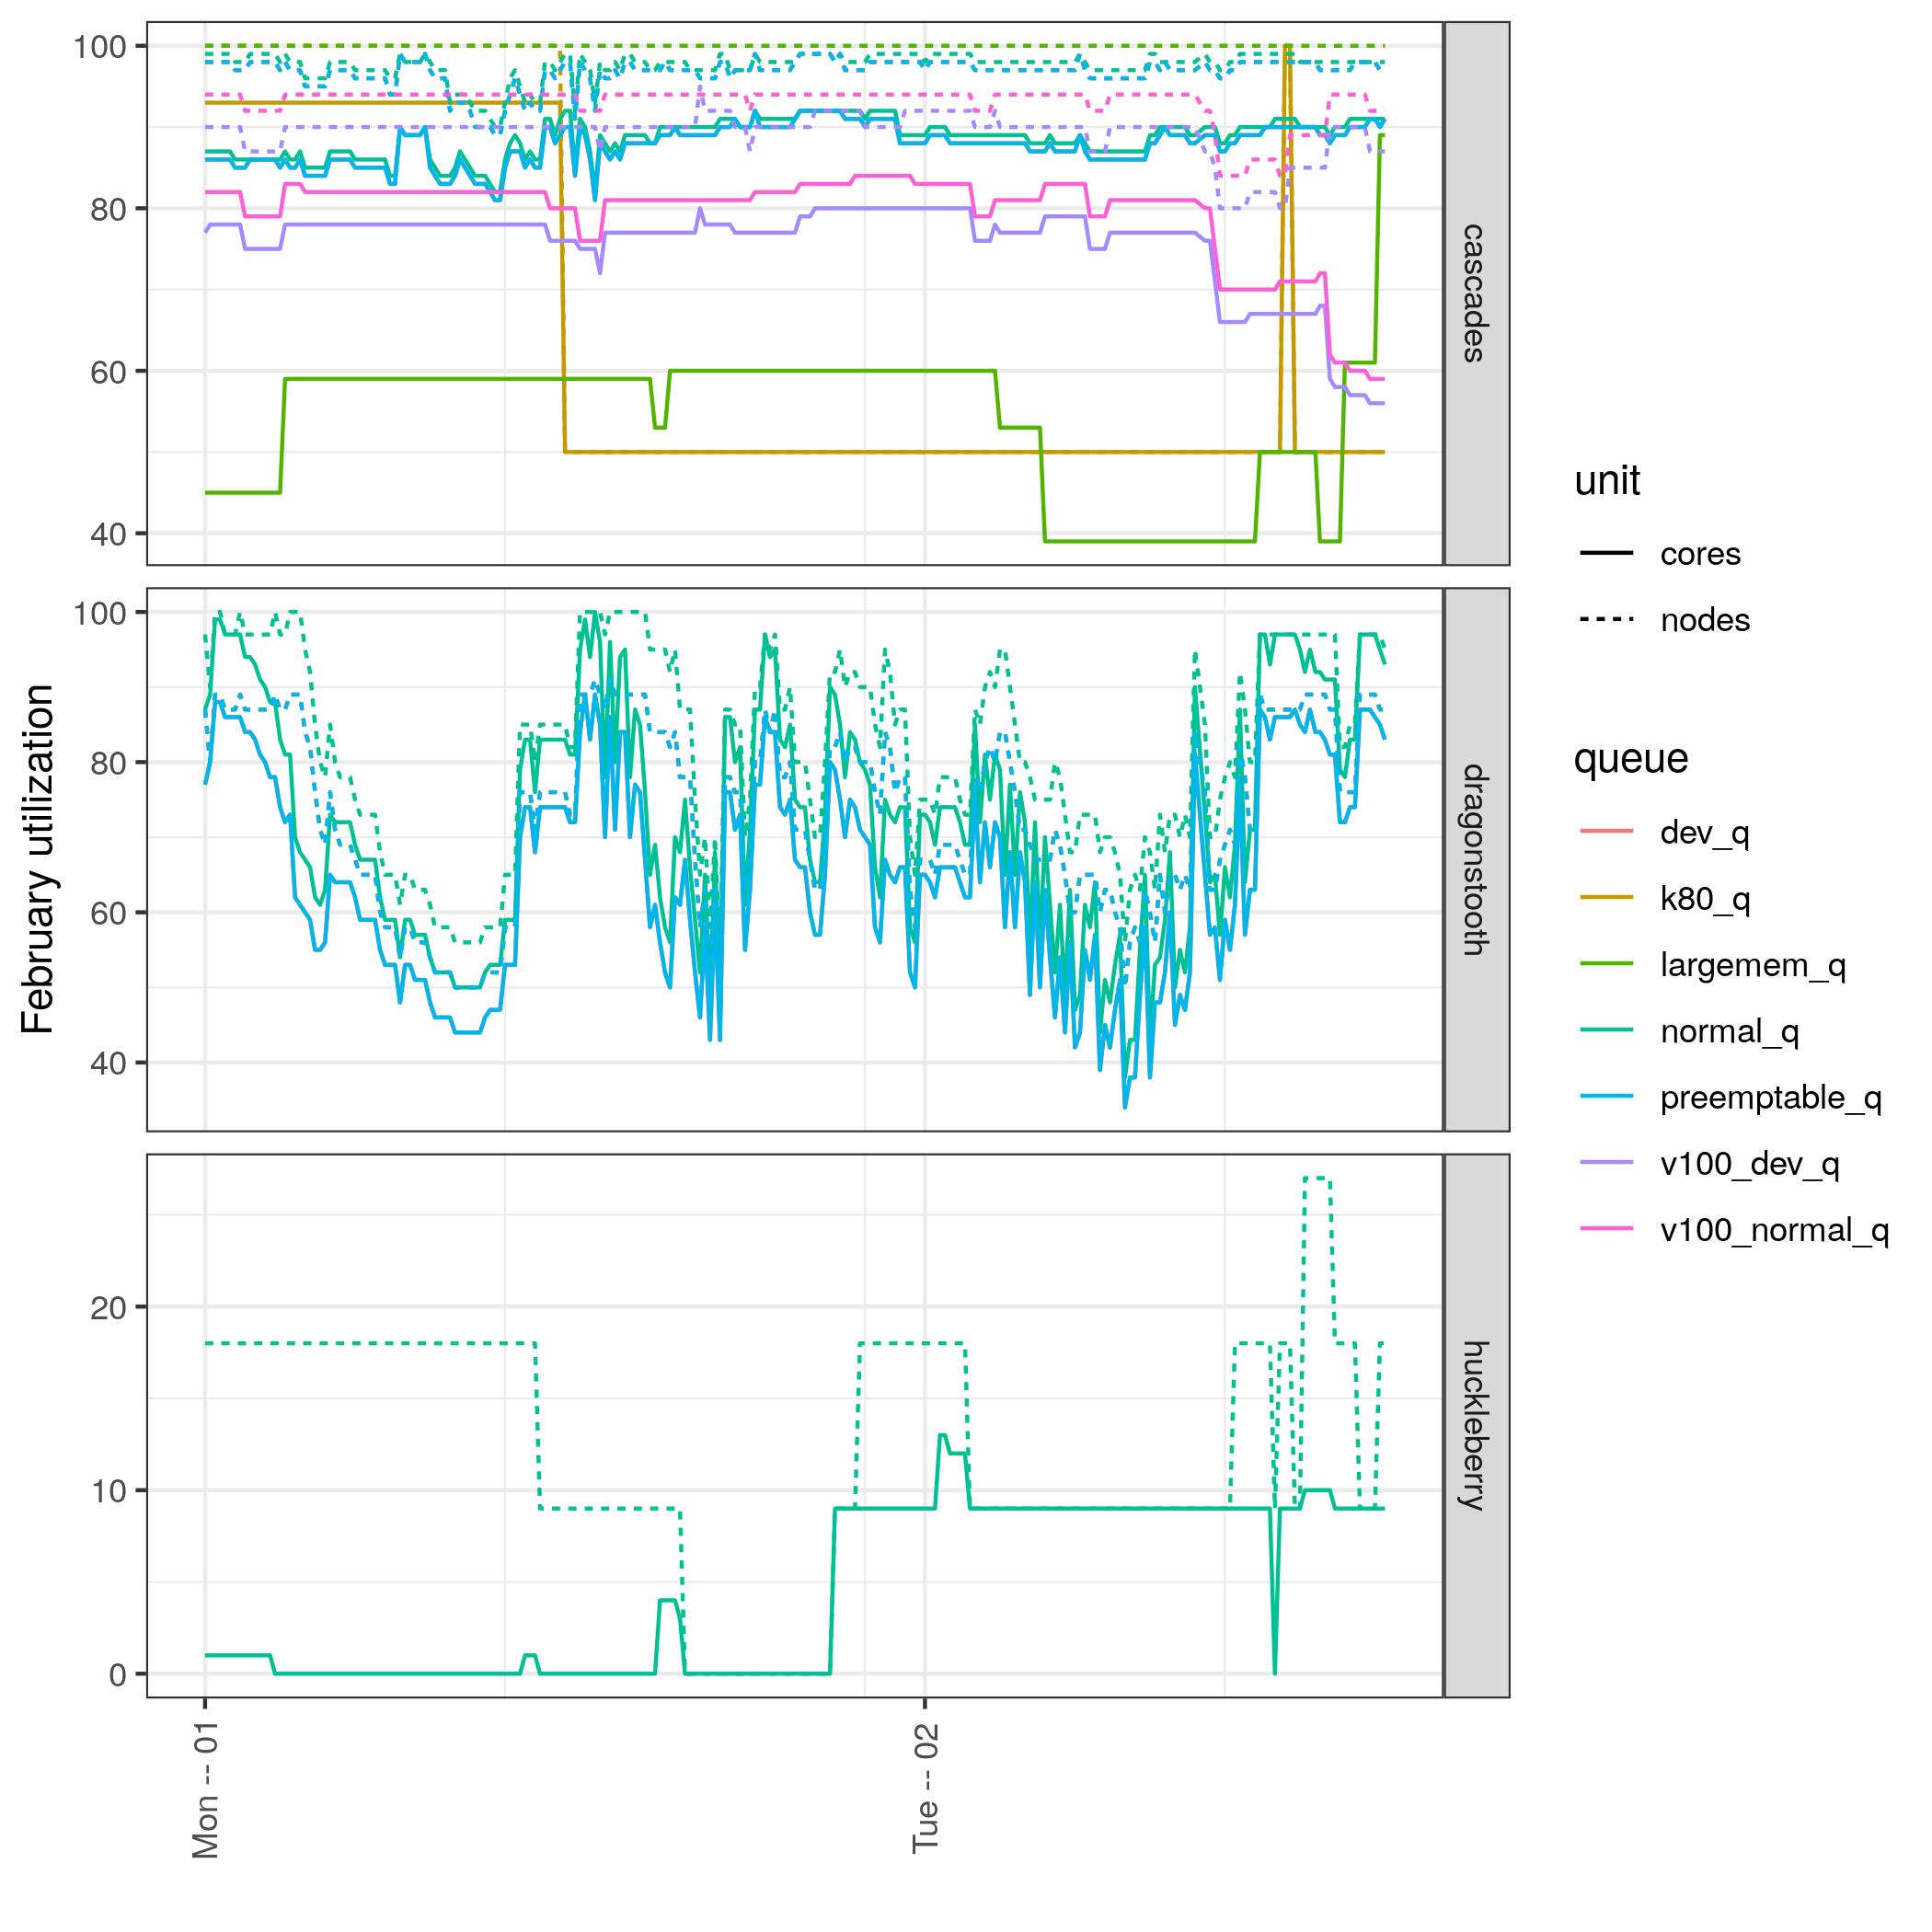 February utilization
100
80
60
40
cascades
100
80
60
40
dragonstooth
20
10
0
huckleberry
Mon -- 01
Tue -- 02
unit
cores
nodes
queue
dev_q
k80_q
largemem_q
normal_q
preemptable_q
v100_dev_q
v100_normal_q